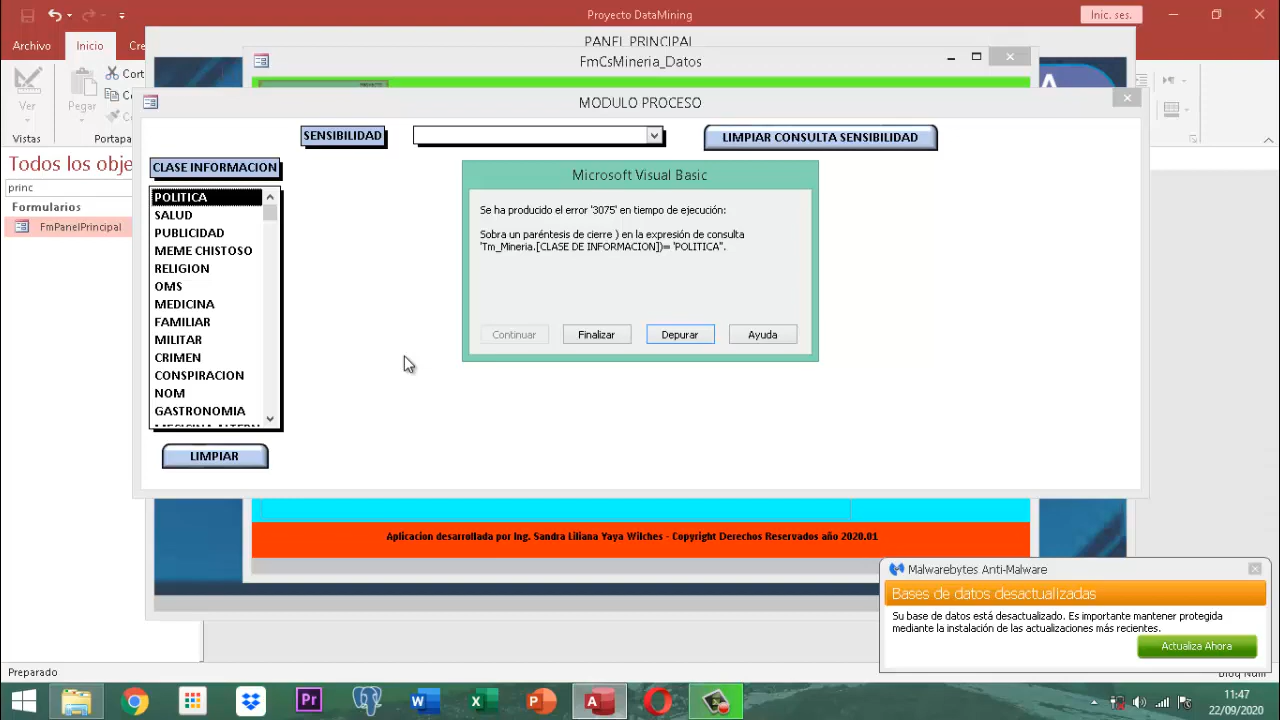 Proyecto DataMining
Inic. ses.
Archivo
Inicio
Ver
Pegar
Vistas
PANEL PRINCIPAL
FmCsMineria_Datos
MODULO PROCESO
SENSIBILIDAD
LIMPIAR CONSULTA SENSIBILIDAD
Todos los obje
princ
Formularios
FmPanelPrincipal
CLASE INFORMACION
POLITICA
SALUD
PUBLICIDAD
MEME CHISTOSO
RELIGION
OMS
MEDICINA
FAMILIAR
MILITAR
CRIMEN
CONSPIRACION
NOM
GASTRONOMIA
LIMPIAR
Microsoft Visual Basic
Se ha producido el error '3075' en tiempo de ejecución:
Sobra un paréntesis de cierre ) en la expresión de consulta
'Tm_Mineria.[CLASE DE INFORMACION])= 'POLITICA''.
Continuar
Finalizar
Depurar
Ayuda
Aplicacion desarrollada por Ing. Sandra Liliana Yaya Wilches - Copyright Derechos Reservados año 2020.01
Malwarebytes Anti-Malware
Bases de datos desactualizadas
Su base de datos está desactualizado. Es importante mantener protegida
mediante la instalación de las actualizaciones más recientes.
Actualiza Ahora
Preparado
11:47
22/09/2020